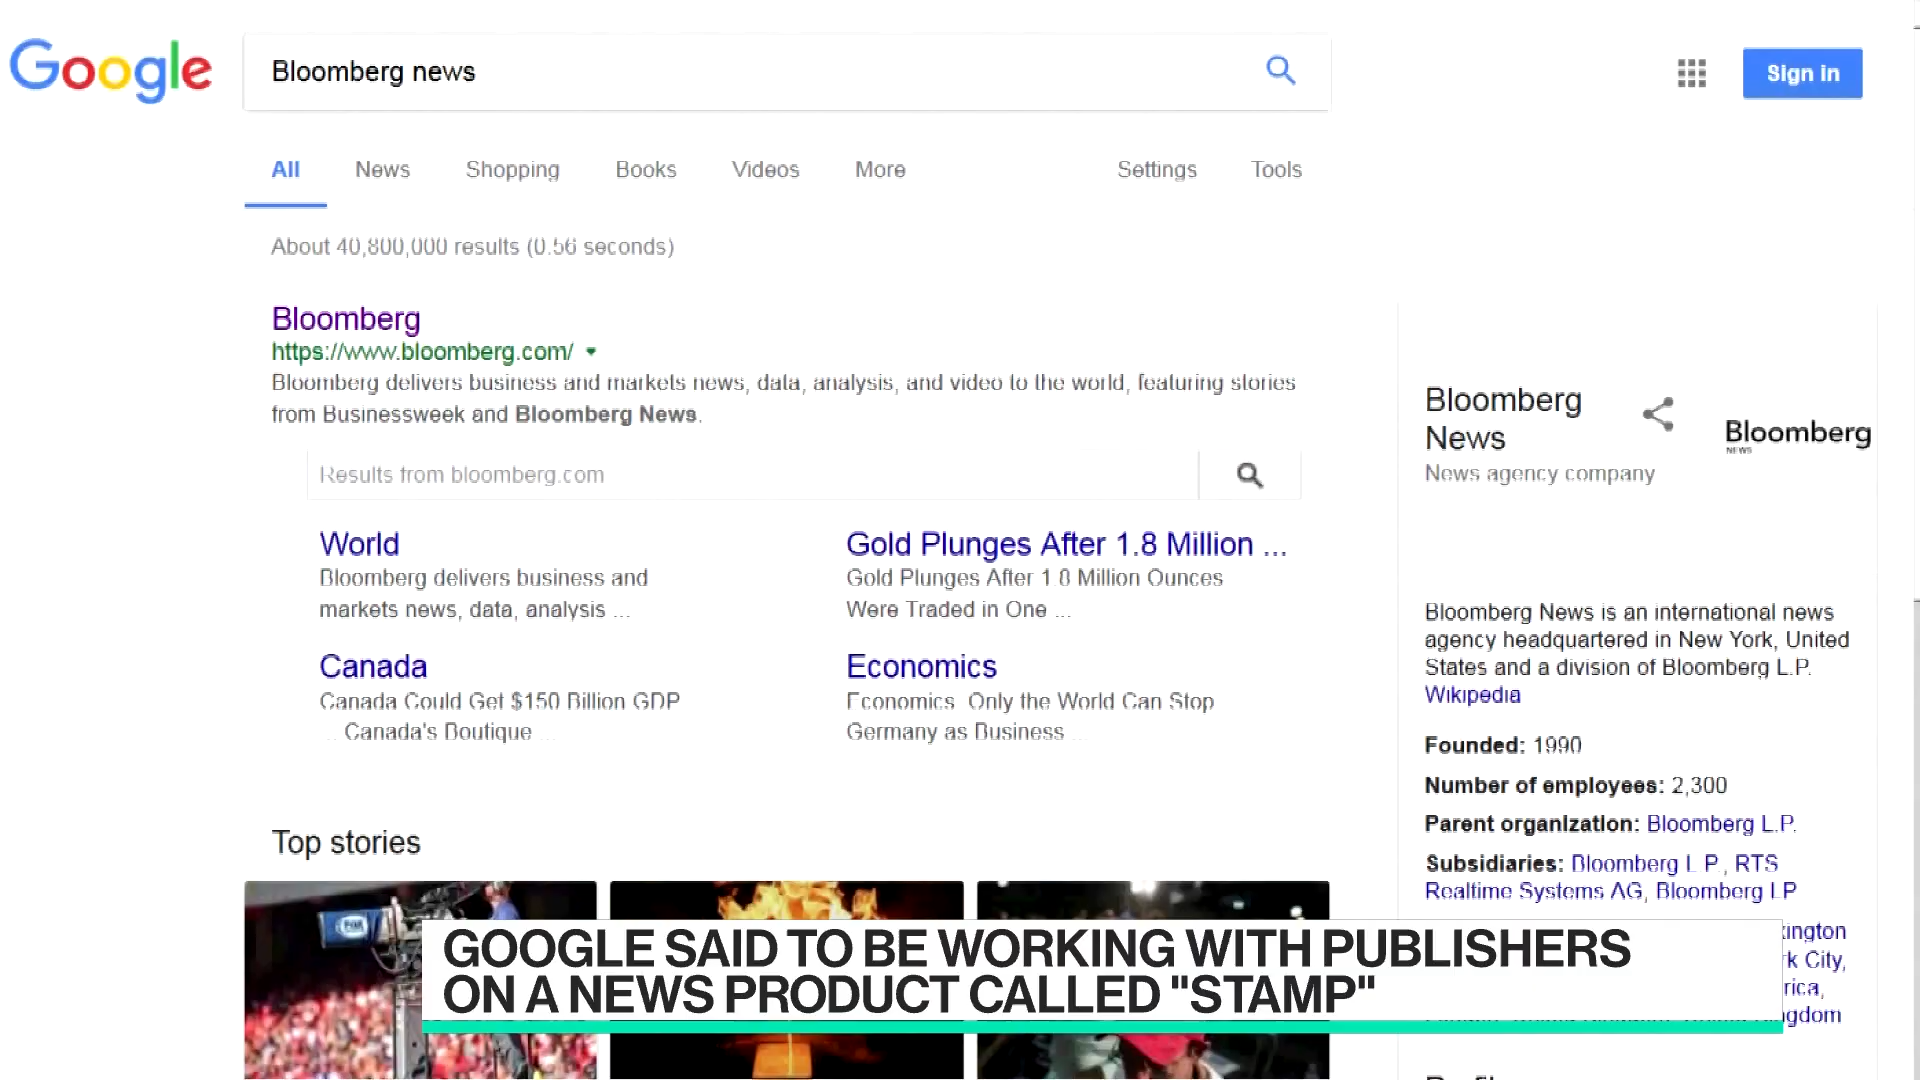 Google
Bloomberg news
Sign in
All News Shopping Books Videos More Settings Tools
About 40,800,000 results (0.56 seconds)
Bloomberg
https://www.bloomberg.com/
Bloomberg delivers business and markets news, data, analysis, and video to the world, featuring stories
from Businessweek and Bloomberg News.
Results from bloomberg.com
World
Bloomberg delivers business and
markets news, data, analysis ...
Gold Plunges After 1.8 Million ...
Gold Plunges After 1.8 Million Ounces
Were Traded in One ...
Canada
Canada Could Get $150 Billion GDP
... Canada's Boutique ...
Economics
Economics Only the World Can Stop
Germany as Business ...
Top stories
FOX
Bloomberg
News
News agency company
Bloomberg
NEWS
Bloomberg News is an international news
agency headquartered in New York, United
States and a division of Bloomberg L.P.
Wikipedia
Founded: 1990
Number of employees: 2,300
Parent organization: Bloomberg L.P.
Subsidiaries: Bloomberg L.P., RTS
Realtime Systems AG, Bloomberg LP
GOOGLE SAID TO BE WORKING WITH PUBLISHERS
ON A NEWS PRODUCT CALLED "STAMP"